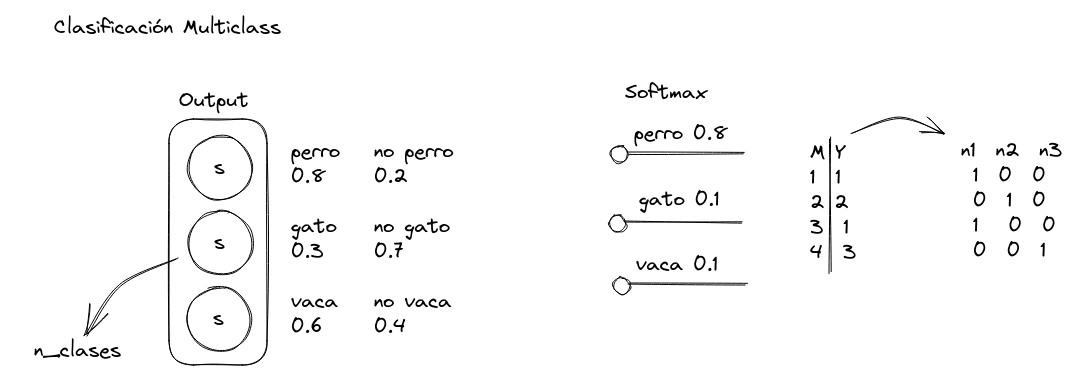 Clasificación Multiclass
Output
s
perro no perro
0.8 0.2
s
gato no gato
0.3 0.7
s
vaca no vaca
0.6 0.4
n_clases
Softmax
perro 0.8
gato 0.1
vaca 0.1
M Y
1 1
2 2
3 1
4 3
n1 n2 n3
1 0 0
0 1 0
1 0 0
0 0 1